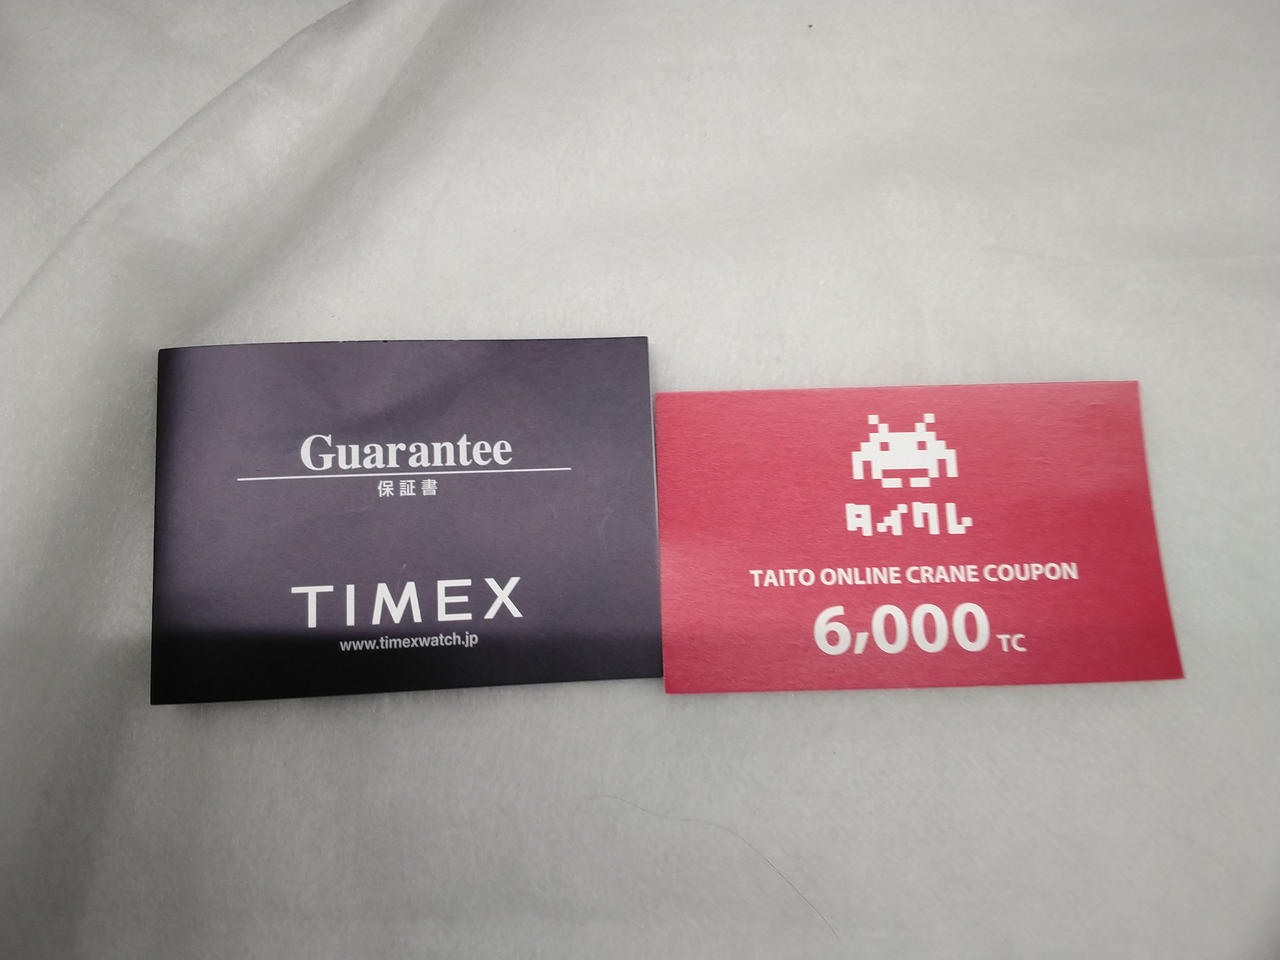 Guarantee
保証書
TIMEX
www.timexwatch.jp
タイクレ
TAITO ONLINE CRANE COUPON
6,000 TC